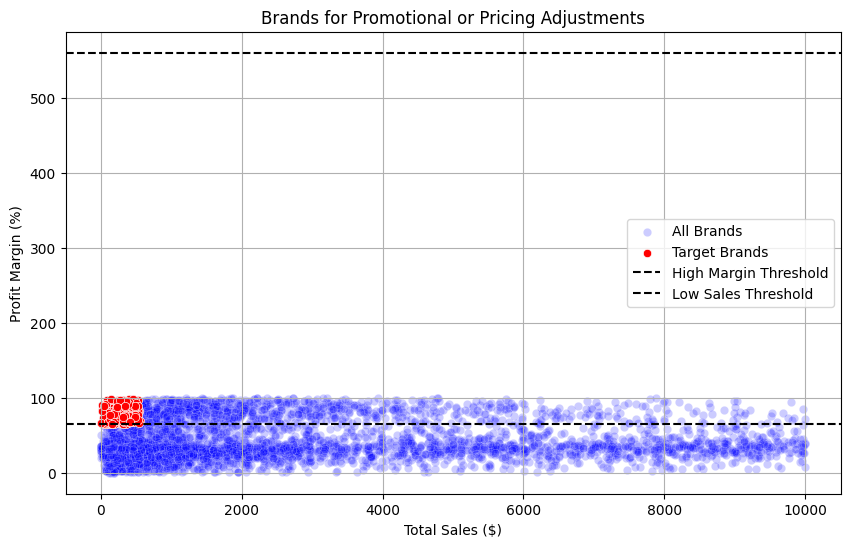 Brands for Promotional or Pricing Adjustments
Profit Margin (%)
500
400
300
200
100
0
All Brands
Target Brands
High Margin Threshold
Low Sales Threshold
0 2000 4000 6000 8000 10000
Total Sales ($)